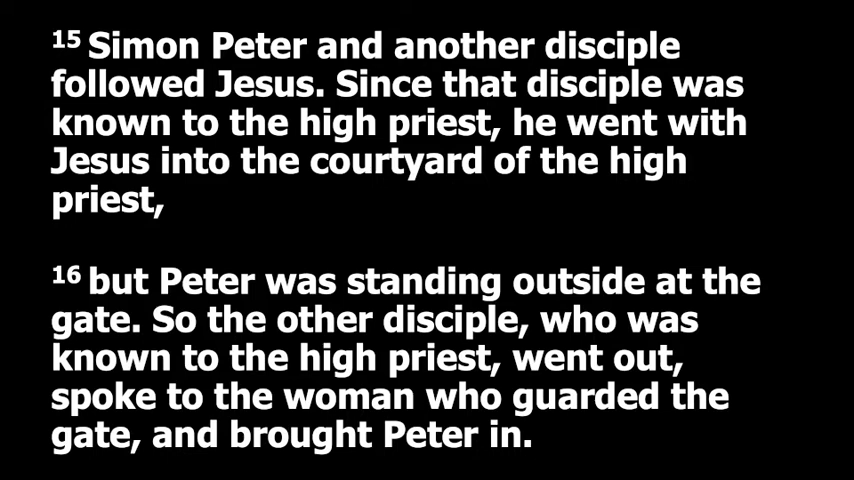 15 Simon Peter and another disciple
followed Jesus. Since that disciple was
known to the high priest, he went with
Jesus into the courtyard of the high
priest,
16 but Peter was standing outside at the
gate. So the other disciple, who was
known to the high priest, went out,
spoke to the woman who guarded the
gate, and brought Peter in.